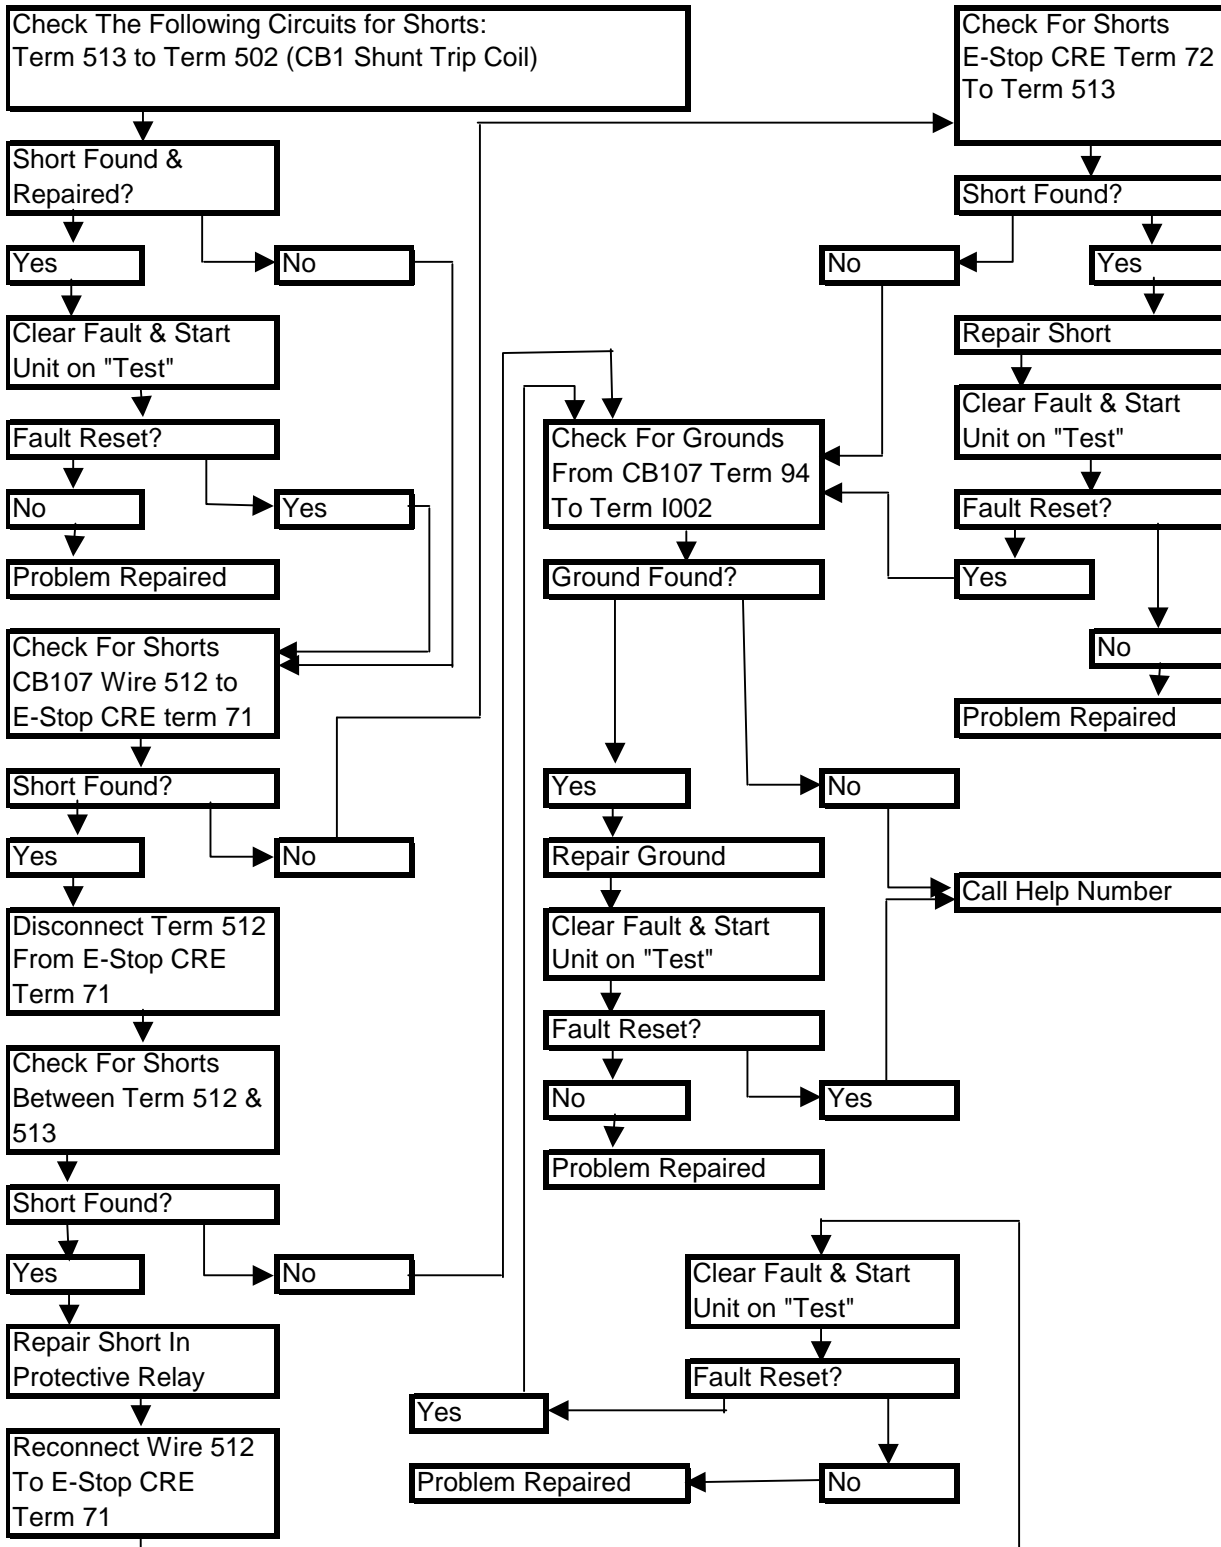 Check The Following Circuits for Shorts:
Term 513 to Term 502 (CB1 Shunt Trip Coil)
Short Found &
Repaired?
Yes
No
Clear Fault & Start
Unit on "Test"
Fault Reset?
No
Yes
Problem Repaired
Check For Shorts
CB107 Wire 512 to
E-Stop CRE term 71
Short Found?
Yes
No
Disconnect Term 512
From E-Stop CRE
Term 71
Check For Shorts
Between Term 512 &
513
Short Found?
Yes
No
Repair Short In
Protective Relay
Reconnect Wire 512
To E-Stop CRE
Term 71
Check For Grounds
From CB107 Term 94
To Term I002
Ground Found?
Yes
No
Repair Ground
Clear Fault & Start
Unit on "Test"
Fault Reset?
No
Yes
Problem Repaired
Clear Fault & Start
Unit on "Test"
Fault Reset?
Yes
No
Problem Repaired
Check For Shorts
E-Stop CRE Term 72
To Term 513
Short Found?
No
Yes
Repair Short
Clear Fault & Start
Unit on "Test"
Fault Reset?
Yes
No
Problem Repaired
Call Help Number